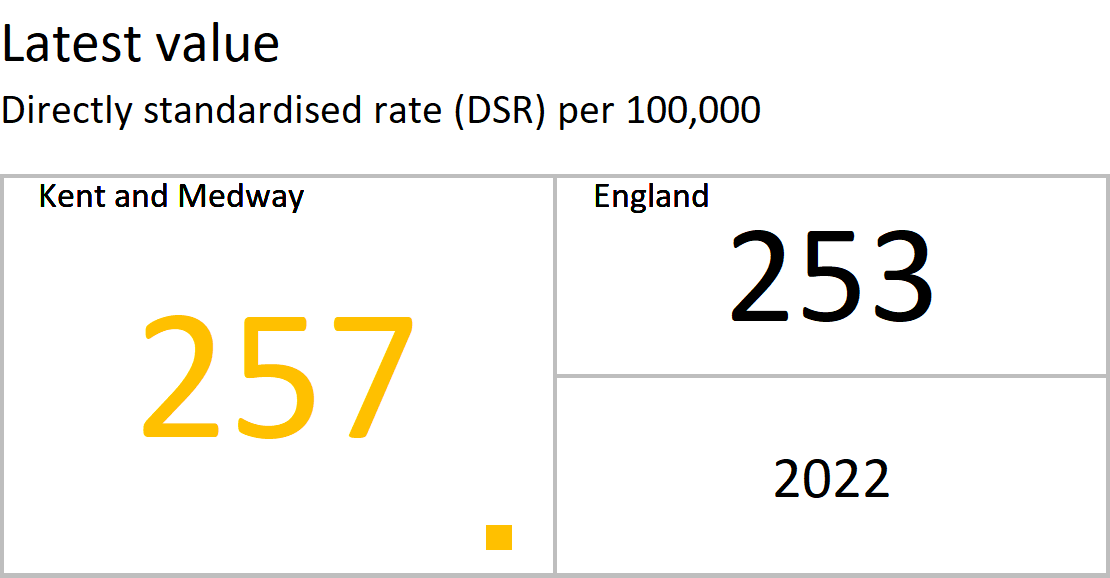 Latest value
Directly standardised rate (DSR) per 100,000
Kent and Medway
257
England
253
2022